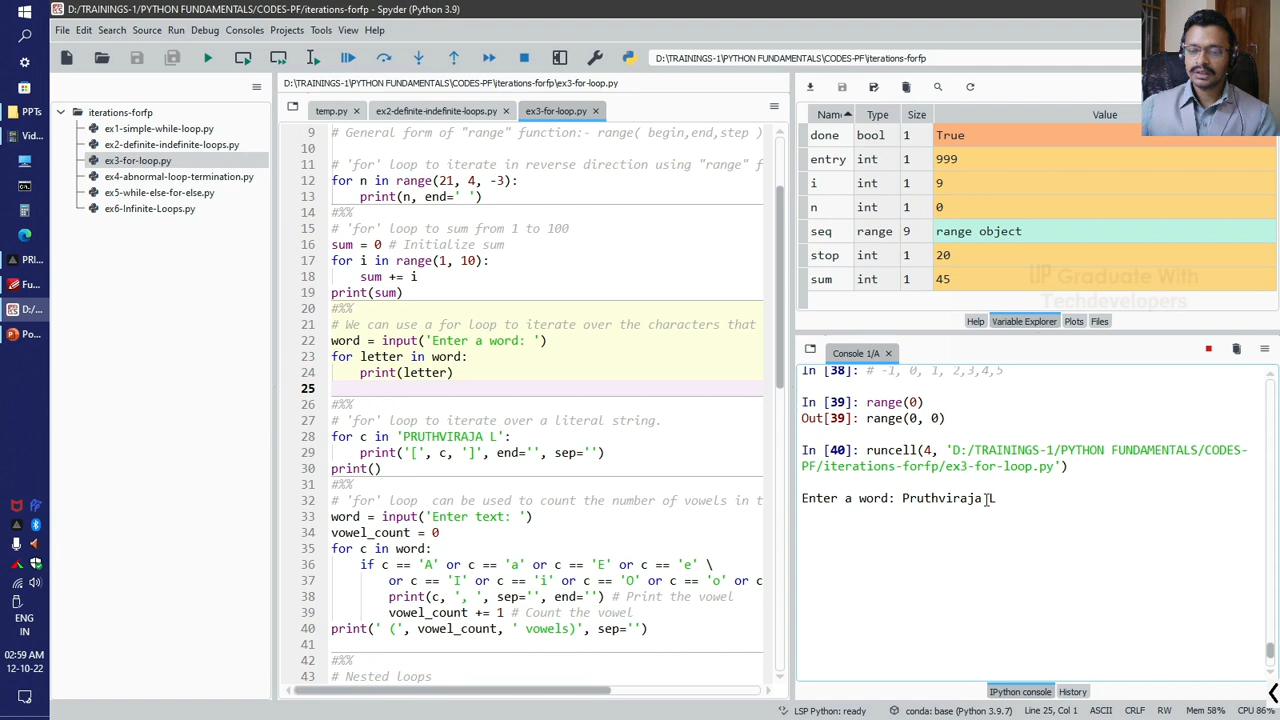 D:/TRAININGS-1/PYTHON FUNDAMENTALS/CODES-PF/iterations-forfp - Spyder (Python 3.9)
File Edit Search Source Run Debug Consoles Projects Tools View Help
D:\TRAININGS-1\PYTHON FUNDAMENTALS\CODES-PF\iterations-forfp
PPTs
Vid...
PRI...
Fu...
D:/...
Po...
ENG
IN
02:59 AM
12-10-22
iterations-forfp
ex1-simple-while-loop.py
ex2-definite-indefinite-loops.py
ex3-for-loop.py
ex4-abnormal-loop-termination.py
ex5-while-else-for-else.py
ex6-Infinite-Loops.py
D:\TRAININGS-1\PYTHON FUNDAMENTALS\CODES-PF\iterations-forfp\ex3-for-loop.py
temp.py ex2-definite-indefinite-loops.py ex3-for-loop.py
9 # General form of "range" function:- range( begin,end,step )
10
11 # 'for' loop to iterate in reverse direction using "range" f
12 for n in range(21, 4, -3):
13 print(n, end=' ')
14 #%%
15 # 'for' loop to sum from 1 to 100
16 sum = 0 # Initialize sum
17 for i in range(1, 10):
18 sum += i
19 print(sum)
20 #%%
21 # We can use a for loop to iterate over the characters that
22 word = input('Enter a word: ')
23 for letter in word:
24 print(letter)
25
26 #%%
27 # 'for' loop to iterate over a literal string.
28 for c in 'PRUTHVIRAJA L':
29 print('[', c, ']', end='', sep='')
30 print()
31 #%%
32 # 'for' loop  can be used to count the number of vowels in t
33 word = input('Enter text: ')
34 vowel_count = 0
35 for c in word:
36 if c == 'A' or c == 'a' or c == 'E' or c == 'e' \
37 or c == 'I' or c == 'i' or c == 'O' or c == 'o' or c
38 print(c, ', ', sep='', end='') # Print the vowel
39 vowel_count += 1 # Count the vowel
40 print(' (', vowel_count, ' vowels)', sep='')
41
42 #%%
43 # Nested loops
Name Type Size Value
done bool 1 True
entry int 1 999
i int 1 9
n int 1 0
seq range 9 range object
stop int 1 20
sum int 1 45
Graduate With
Techdevelopers
Help Variable Explorer Plots Files
Console 1/A
In [38]: # -1, 0, 1, 2,3,4,5
In [39]: range(0)
Out[39]: range(0, 0)
In [40]: runcell(4, 'D:/TRAININGS-1/PYTHON FUNDAMENTALS/CODES-
PF/iterations-forfp/ex3-for-loop.py')
Enter a word: Pruthviraja L
IPython console History
LSP Python: ready conda: base (Python 3.9.7) Line 25, Col 1 ASCII CRLF RW Mem 58% CPU 86%